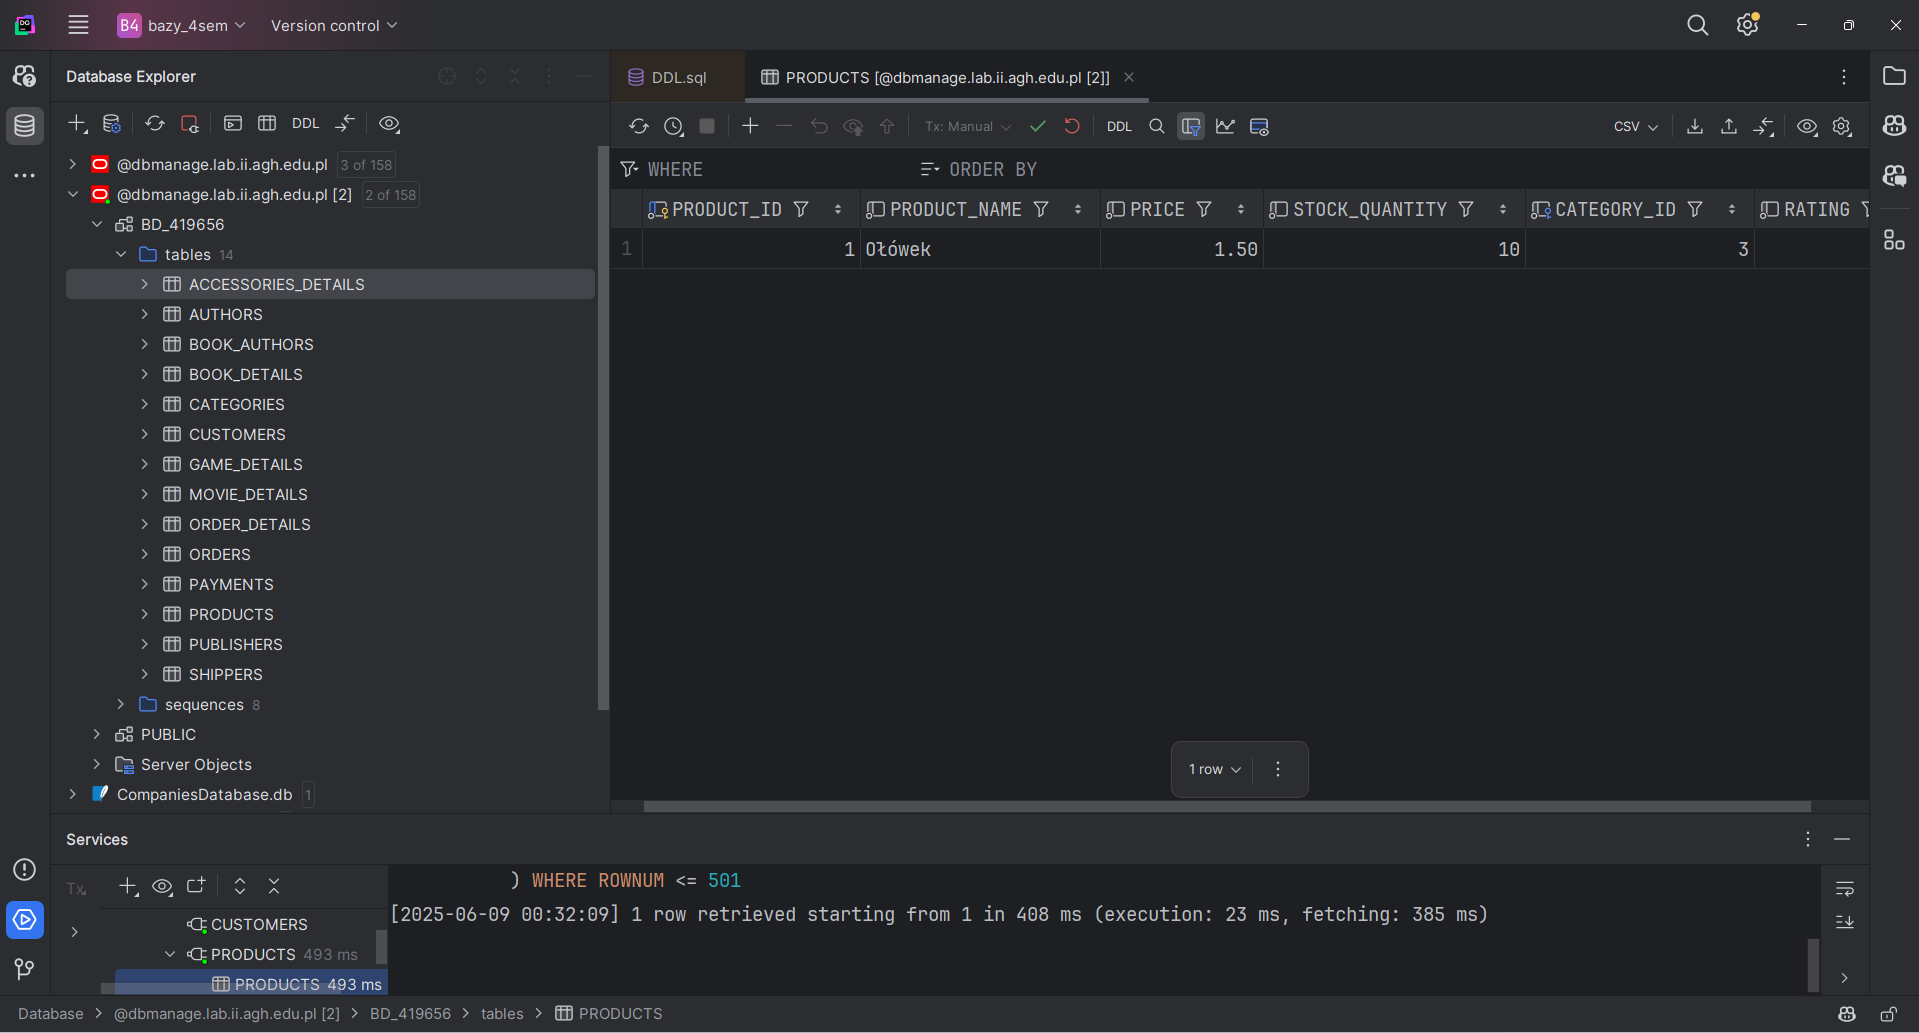 B4 bazy_4sem Version control
Database Explorer
DDL
@dbmanage.lab.ii.agh.edu.pl 3 of 158
@dbmanage.lab.ii.agh.edu.pl [2] 2 of 158
BD_419656
tables 14
ACCESSORIES_DETAILS
AUTHORS
BOOK_AUTHORS
BOOK_DETAILS
CATEGORIES
CUSTOMERS
GAME_DETAILS
MOVIE_DETAILS
ORDER_DETAILS
ORDERS
PAYMENTS
PRODUCTS
PUBLISHERS
SHIPPERS
sequences 8
PUBLIC
Server Objects
CompaniesDatabase.db 1
DDL.sql PRODUCTS [@dbmanage.lab.ii.agh.edu.pl [2]]
Tx: Manual DDL CSV
WHERE ORDER BY
PRODUCT_ID PRODUCT_NAME PRICE STOCK_QUANTITY CATEGORY_ID RATING
1 1 Ołówek 1.50 10 3
1 row
Services
Tx
CUSTOMERS
PRODUCTS 493 ms
PRODUCTS 493 ms
) WHERE ROWNUM <= 501
[2025-06-09 00:32:09] 1 row retrieved starting from 1 in 408 ms (execution: 23 ms, fetching: 385 ms)
Database > @dbmanage.lab.ii.agh.edu.pl [2] > BD_419656 > tables > PRODUCTS